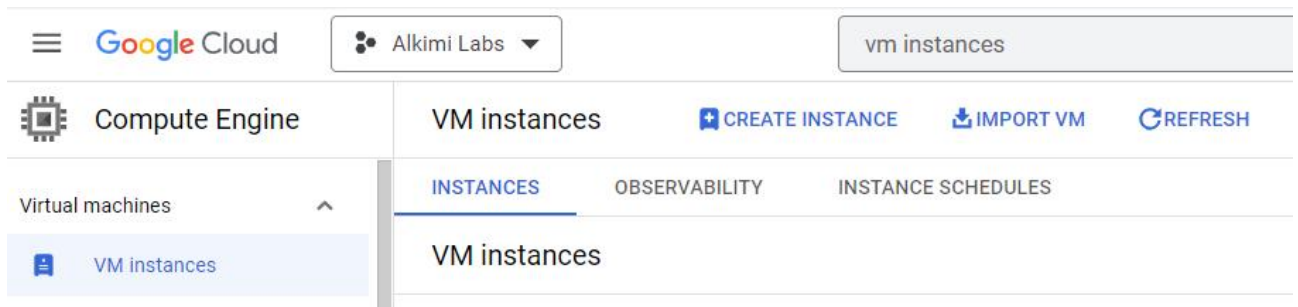 Google Cloud Alkimi Labs vm instances
Compute Engine VM instances CREATE INSTANCE IMPORT VM REFRESH
INSTANCES OBSERVABILITY INSTANCE SCHEDULES
Virtual machines
VM instances VM instances